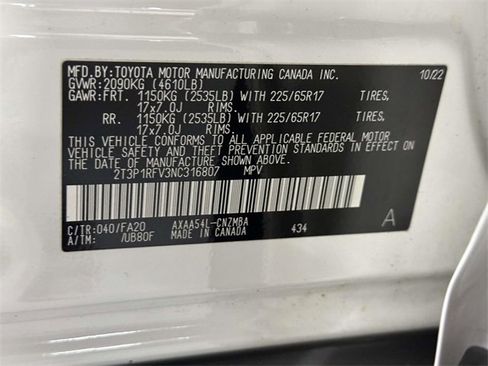 MFD.BY:TOYOTA MOTOR MANUFACTURING CANADA INC. 10/22
GVWR:2090KG (4610LB)
GAWR:FRT. 1150KG (2535LB) WITH 225/65R17 TIRES,
17x7.0J RIMS.
RR. 1150KG (2535LB) WITH 225/65R17 TIRES,
17x7.0J RIMS.
THIS VEHICLE CONFORMS TO ALL APPLICABLE FEDERAL MOTOR
VEHICLE SAFETY AND THEFT PREVENTION STANDARDS IN EFFECT ON
THE DATE OF MANUFACTURE SHOWN ABOVE.
2T3P1RFV3NC316807 MPV
C/TR:040/FA20 AXAA54L-CNZMBA
A/TM: /UB80F MADE IN CANADA 434
A